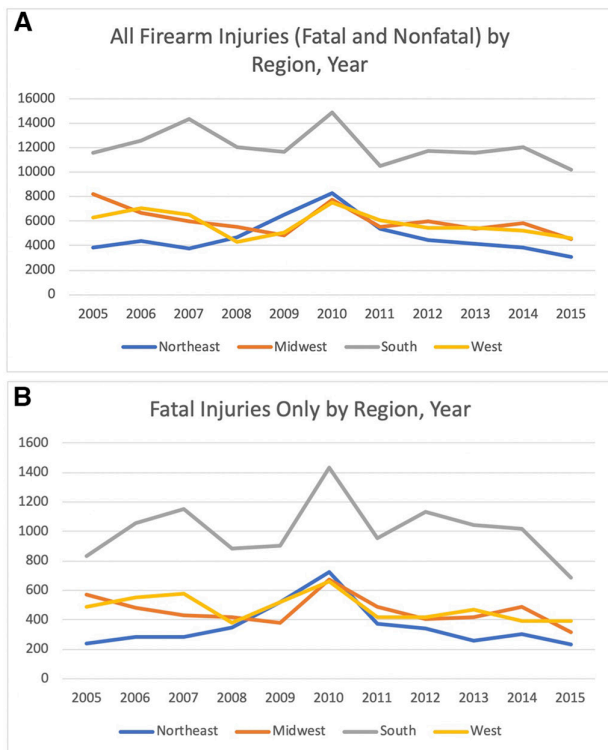 A
All Firearm Injuries (Fatal and Nonfatal) by
Region, Year
16000
14000
12000
10000
8000
6000
4000
2000
0
2005 2006 2007 2008 2009 2010 2011 2012 2013 2014 2015
Northeast Midwest South West
B
Fatal Injuries Only by Region, Year
1600
1400
1200
1000
800
600
400
200
0
2005 2006 2007 2008 2009 2010 2011 2012 2013 2014 2015
Northeast Midwest South West